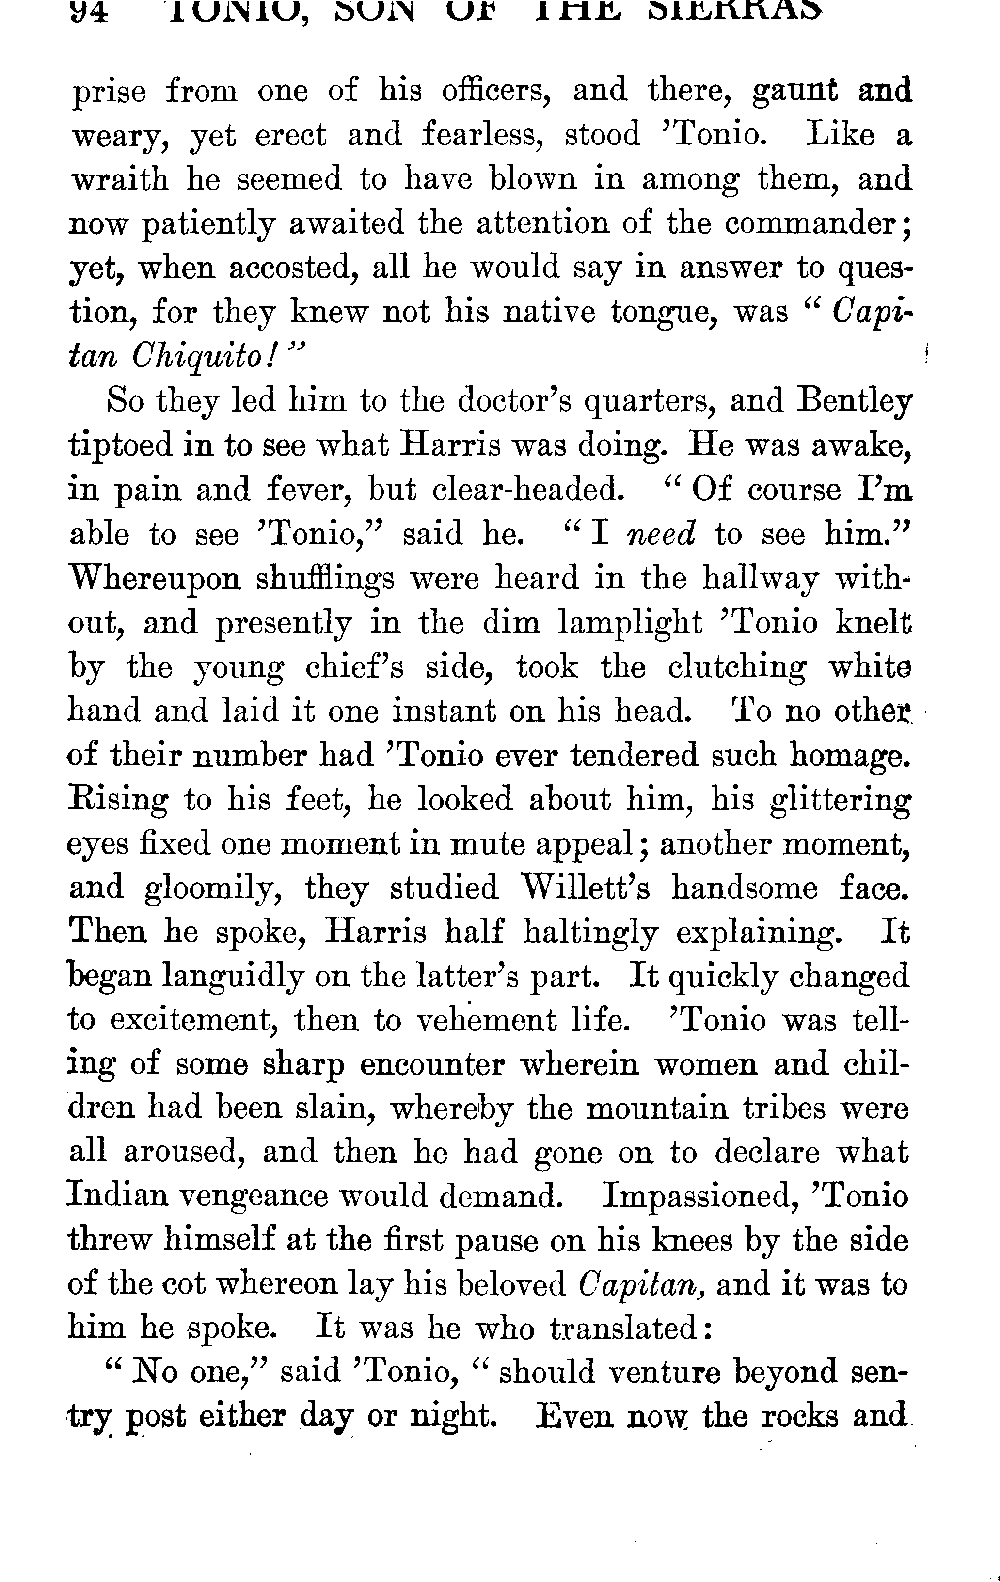 94 TONIO, SON OF THE SIERRAS
prise from one of his officers, and there, gaunt and
weary, yet erect and fearless, stood ’Tonio. Like a
wraith he seemed to have blown in among them, and
now patiently awaited the attention of the commander;
yet, when accosted, all he would say in answer to ques-
tion, for they knew not his native tongue, was “ Capi-
tan Chiquito! ”
So they led him to the doctor’s quarters, and Bentley
tiptoed in to see what Harris was doing. He was awake,
in pain and fever, but clear-headed. “ Of course I’m
able to see ’Tonio,” said he. “ I need to see him.”
Whereupon shufflings were heard in the hallway with-
out, and presently in the dim lamplight ’Tonio knelt
by the young chief’s side, took the clutching white
hand and laid it one instant on his head. To no other
of their number had ’Tonio ever tendered such homage.
Rising to his feet, he looked about him, his glittering
eyes fixed one moment in mute appeal; another moment,
and gloomily, they studied Willett’s handsome face.
Then he spoke, Harris half haltingly explaining. It
began languidly on the latter’s part. It quickly changed
to excitement, then to vehement life. ’Tonio was tell-
ing of some sharp encounter wherein women and chil-
dren had been slain, whereby the mountain tribes were
all aroused, and then he had gone on to declare what
Indian vengeance would demand. Impassioned, ’Tonio
threw himself at the first pause on his knees by the side
of the cot whereon lay his beloved Capitan, and it was to
him he spoke. It was he who translated:
“ No one,” said ’Tonio, “ should venture beyond sen-
try post either day or night. Even now the rocks and